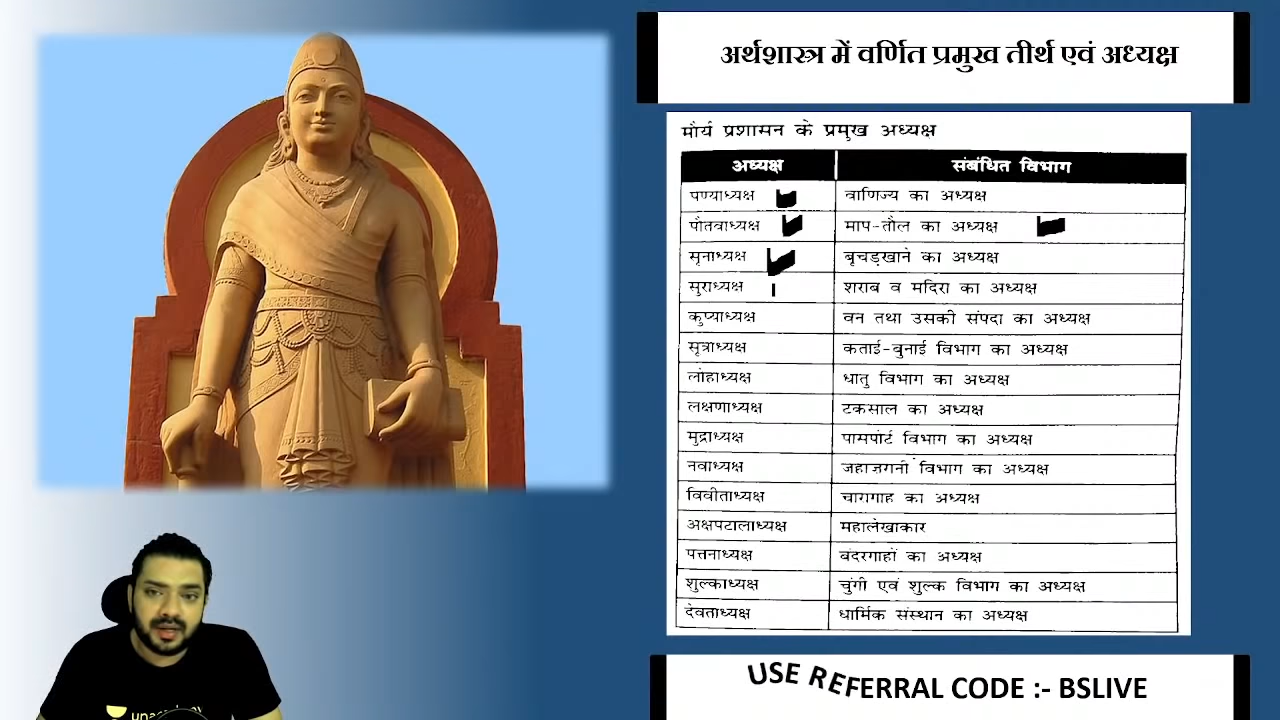 अर्थशास्त्र में वर्णित प्रमुख तीर्थ एवं अध्यक्ष
मौर्य प्रशासन के प्रमुख अध्यक्ष
अध्यक्ष संबंधित विभाग
पण्याध्यक्ष वाणिज्य का अध्यक्ष
पौतवाध्यक्ष माप-तौल का अध्यक्ष
सूनाध्यक्ष बूचड़खाने का अध्यक्ष
सुराध्यक्ष शराब व मदिरा का अध्यक्ष
कुप्याध्यक्ष वन तथा उसकी संपदा का अध्यक्ष
सूत्राध्यक्ष कताई-बुनाई विभाग का अध्यक्ष
लोहाध्यक्ष धातु विभाग का अध्यक्ष
लक्षणाध्यक्ष टकसाल का अध्यक्ष
मुद्राध्यक्ष पासपोर्ट विभाग का अध्यक्ष
नवाध्यक्ष जहाजरानी विभाग का अध्यक्ष
विवीताध्यक्ष चारागाह का अध्यक्ष
अक्षपटालाध्यक्ष महालेखाकार
पत्तनाध्यक्ष बंदरगाहों का अध्यक्ष
शुल्काध्यक्ष चुंगी एवं शुल्क विभाग का अध्यक्ष
देवताध्यक्ष धार्मिक संस्थान का अध्यक्ष
USE REFERRAL CODE :- BSLIVE